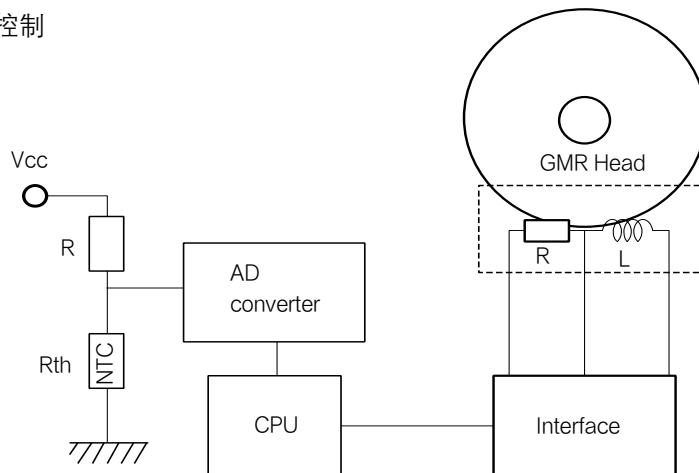 控制
GMR Head
Vcc
R
R
L
AD
converter
Rth
NTC
CPU
Interface